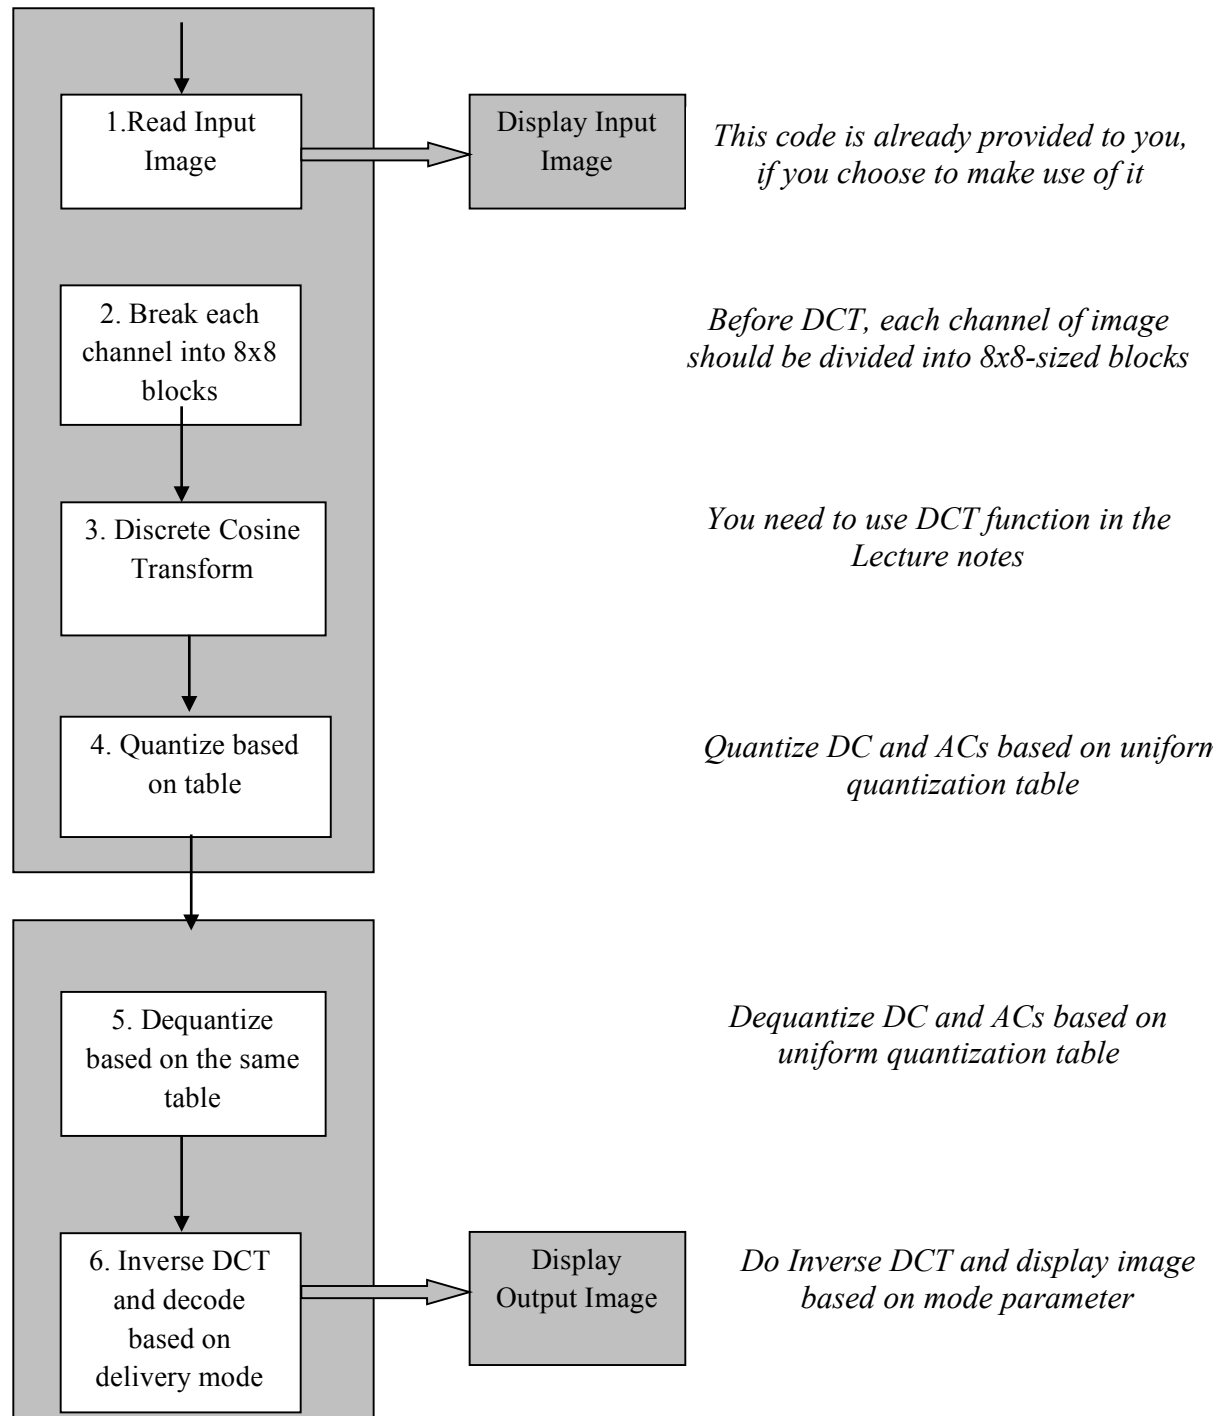 1.Read Input
Image
Display Input
Image
This code is already provided to you,
if you choose to make use of it
2. Break each
channel into 8x8
blocks
Before DCT, each channel of image
should be divided into 8x8-sized blocks
3. Discrete Cosine
Transform
You need to use DCT function in the
Lecture notes
4. Quantize based
on table
Quantize DC and ACs based on uniform
quantization table
5. Dequantize
based on the same
table
Dequantize DC and ACs based on
uniform quantization table
6. Inverse DCT
and decode
based on
delivery mode
Display
Output Image
Do Inverse DCT and display image
based on mode parameter